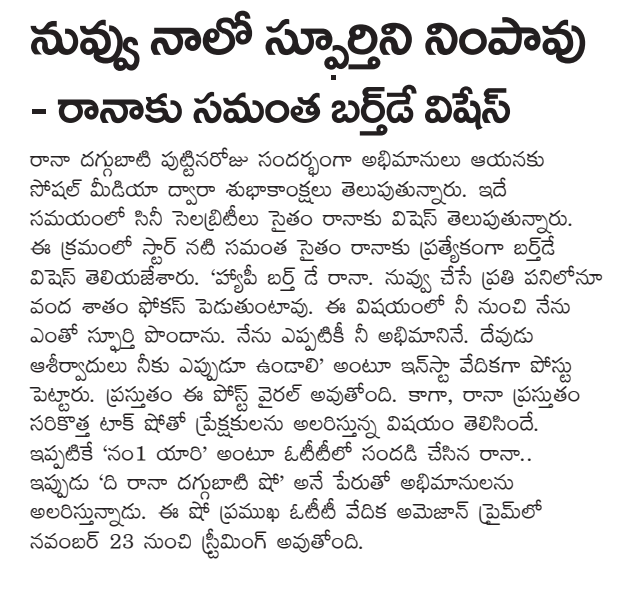 నువ్వు నాలో స్ఫూర్తిని నింపావు
- రానాకు సమంత బర్త్‌డే విషేస్
రానా దగ్గుబాటి పుట్టినరోజు సందర్భంగా అభిమానులు ఆయనకు
సోషల్ మీడియా ద్వారా శుభాకాంక్షలు తెలుపుతున్నారు. ఇదే
సమయంలో సినీ సెలబ్రిటీలు సైతం రానాకు విషెస్ తెలుపుతున్నారు.
ఈ క్రమంలో స్టార్ నటి సమంత సైతం రానాకు ప్రత్యేకంగా బర్త్‌డే
విషెస్ తెలియజేశారు. ‘హ్యాపీ బర్త్ డే రానా. నువ్వు చేసే ప్రతి పనిలోనూ
వంద శాతం ఫోకస్ పెడుతుంటావు. ఈ విషయంలో నీ నుంచి నేను
ఎంతో స్ఫూర్తి పొందాను. నేను ఎప్పటికీ నీ అభిమానినే. దేవుడు
ఆశీర్వాదులు నీకు ఎప్పుడూ ఉండాలి’ అంటూ ఇన్‌స్టా వేదికగా పోస్టు
పెట్టారు. ప్రస్తుతం ఈ పోస్ట్ వైరల్ అవుతోంది. కాగా, రానా ప్రస్తుతం
సరికొత్త టాక్ షోతో ప్రేక్షకులను అలరిస్తున్న విషయం తెలిసిందే.
ఇప్పటికే ‘నం1 యారి’ అంటూ ఓటీటీలో సందడి చేసిన రానా..
ఇప్పుడు ‘ది రానా దగ్గుబాటి షో’ అనే పేరుతో అభిమానులను
అలరిస్తున్నాడు. ఈ షో ప్రముఖ ఓటీటీ వేదిక అమెజాన్ ప్రైమ్‌లో
నవంబర్ 23 నుంచి స్ట్రీమింగ్ అవుతోంది.